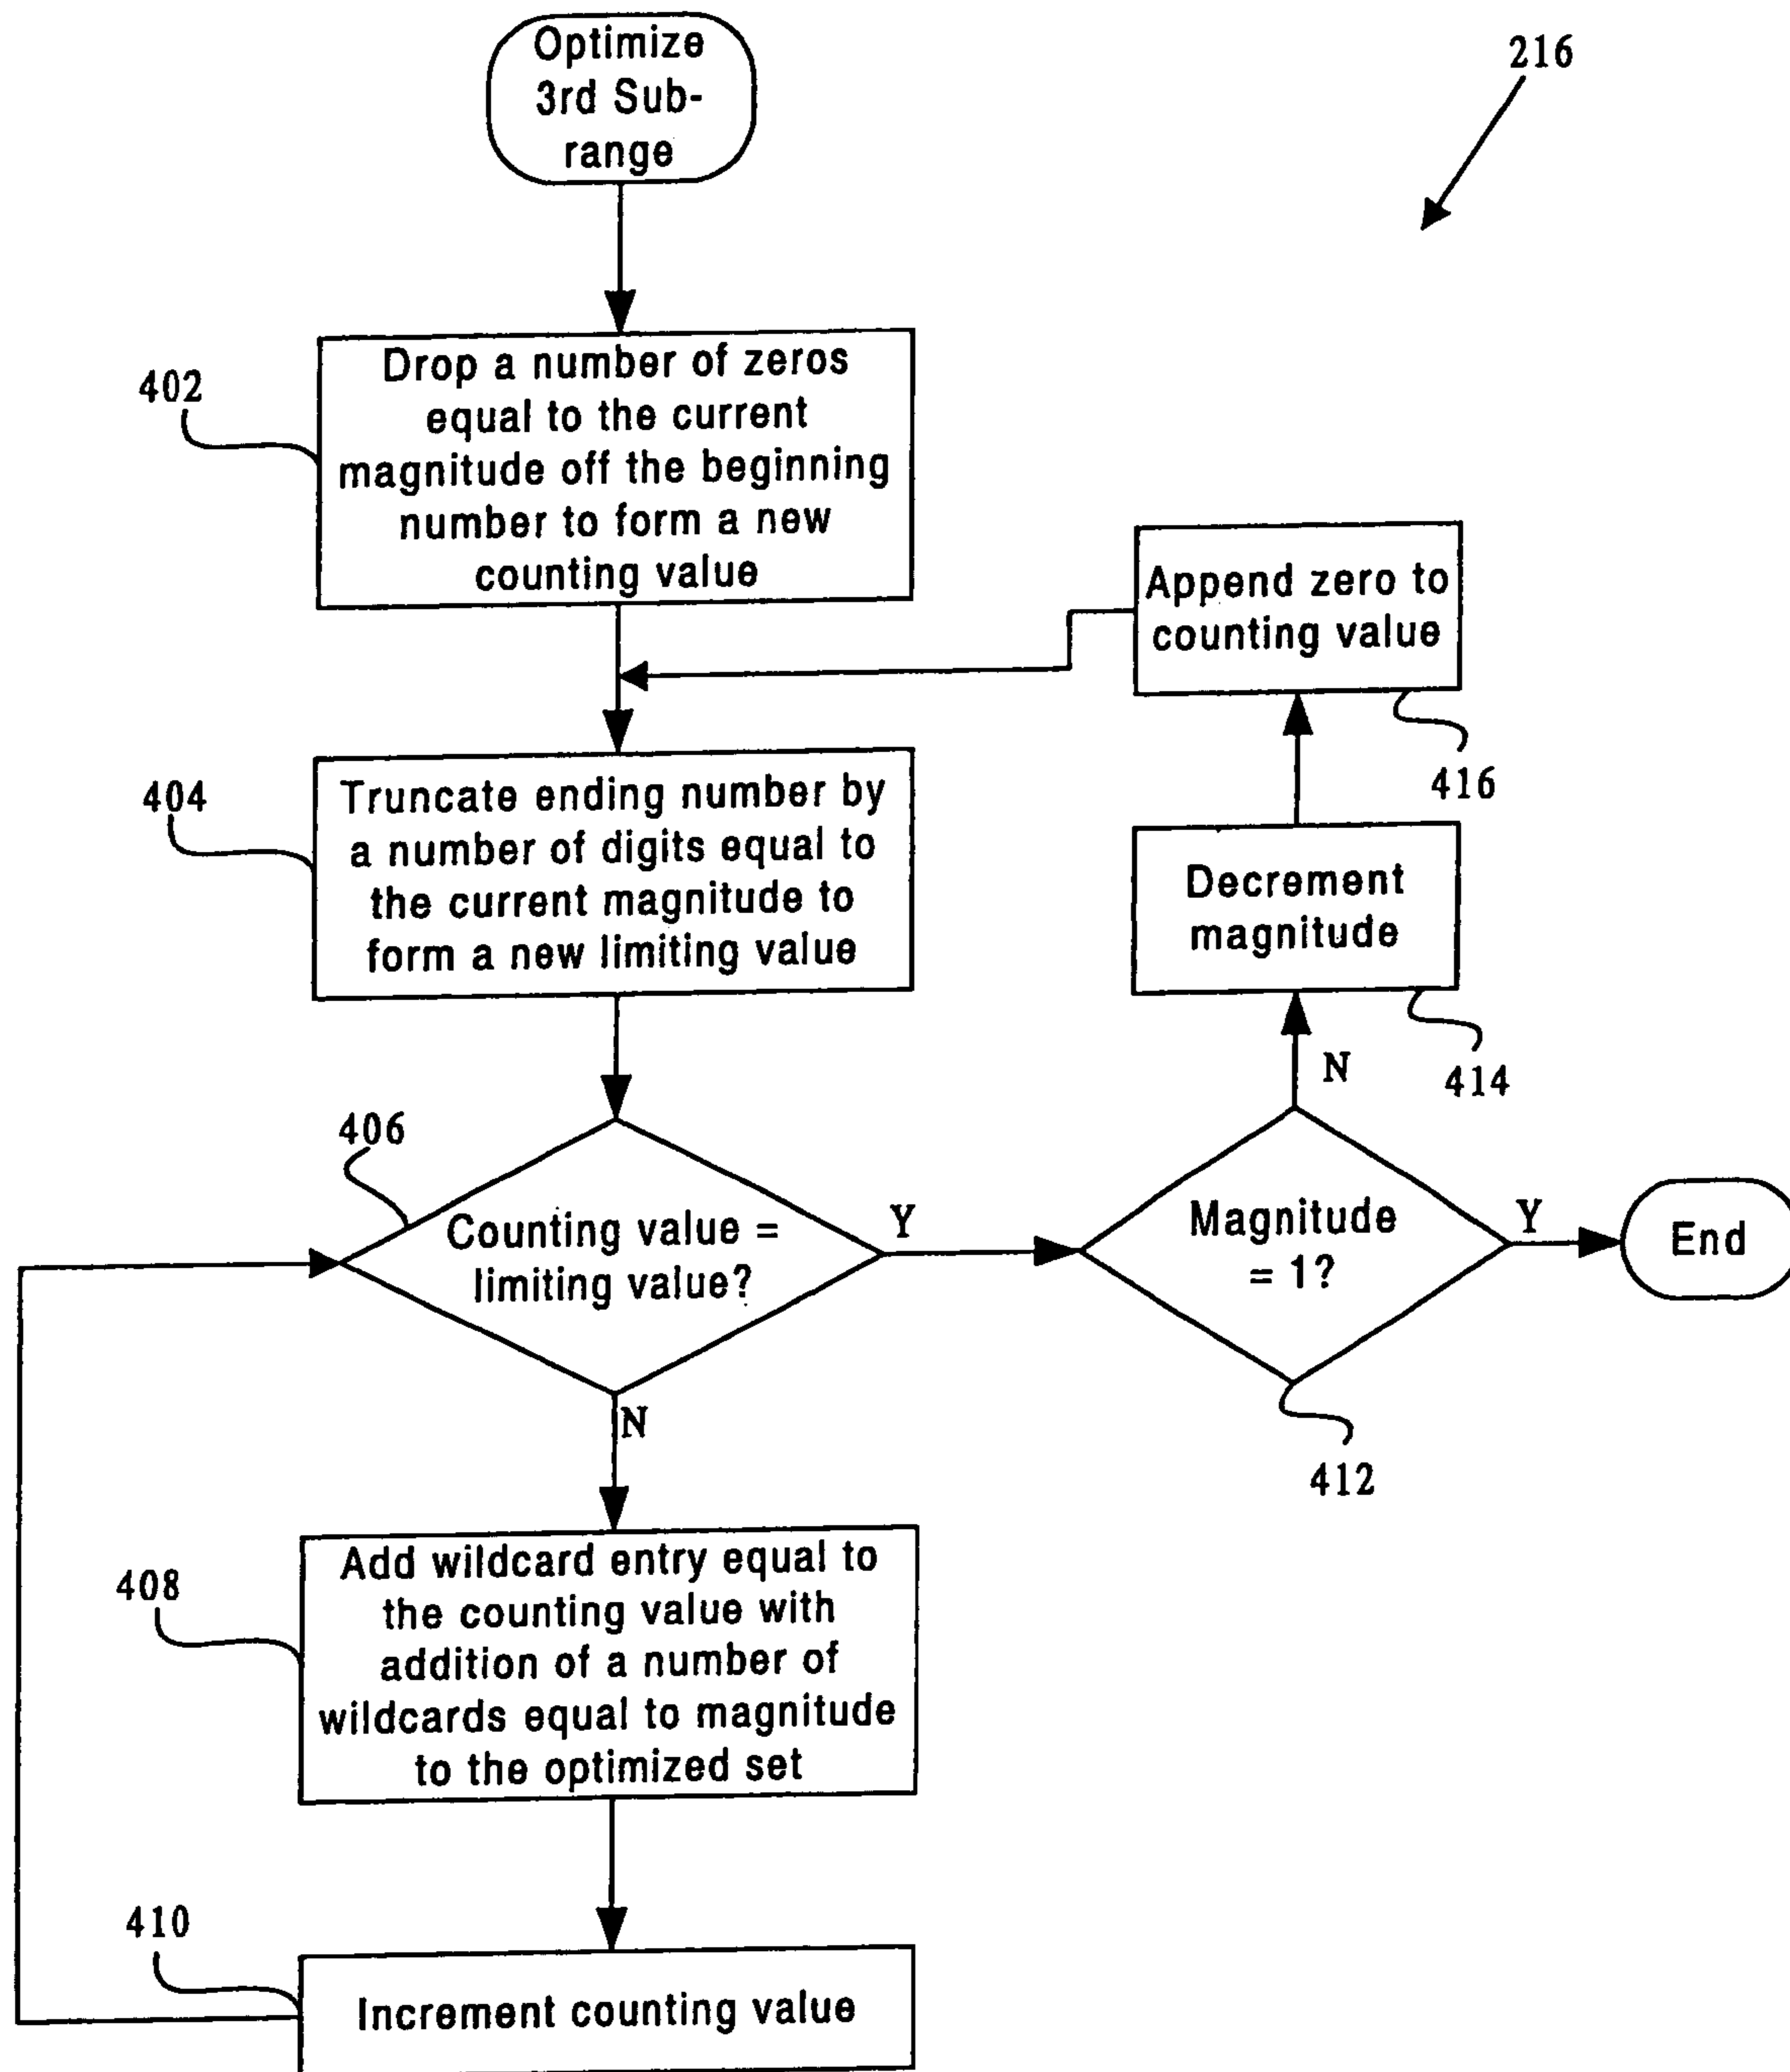 Optimize
3rd Sub-
range
216
402
Drop a number of zeros
equal to the current
magnitude off the beginning
number to form a new
counting value
Append zero to
counting value
416
404
Truncate ending number by
a number of digits equal to
the current magnitude to
form a new limiting value
Decrement
magnitude
414
N
406
Counting value =
limiting value?
Y
Magnitude
= 1?
Y
End
412
N
408
Add wildcard entry equal to
the counting value with
addition of a number of
wildcards equal to magnitude
to the optimized set
410
Increment counting value